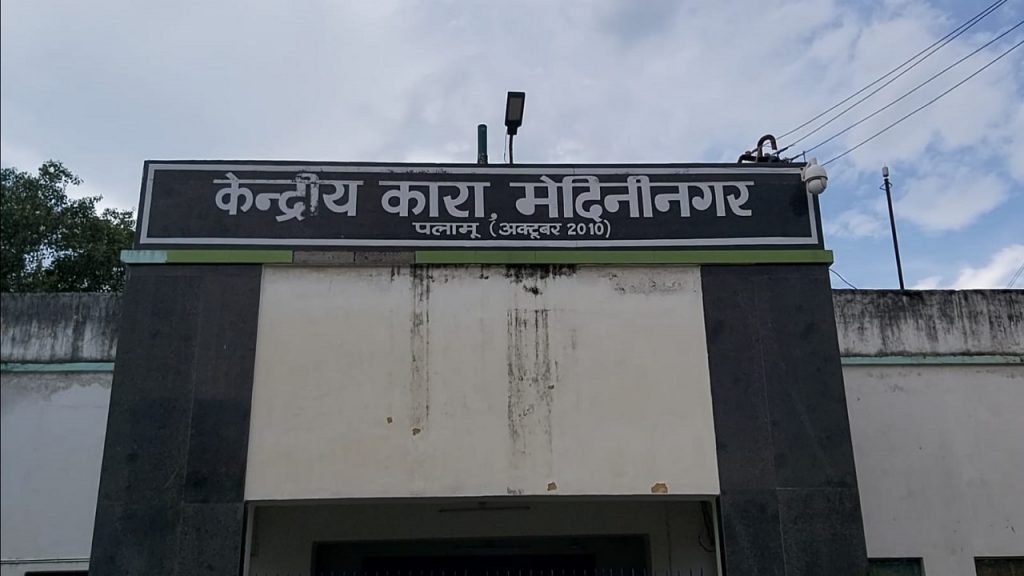 केन्द्रीय कारा, मेदिनीनगर
पलामू (अक्टूबर 2010)